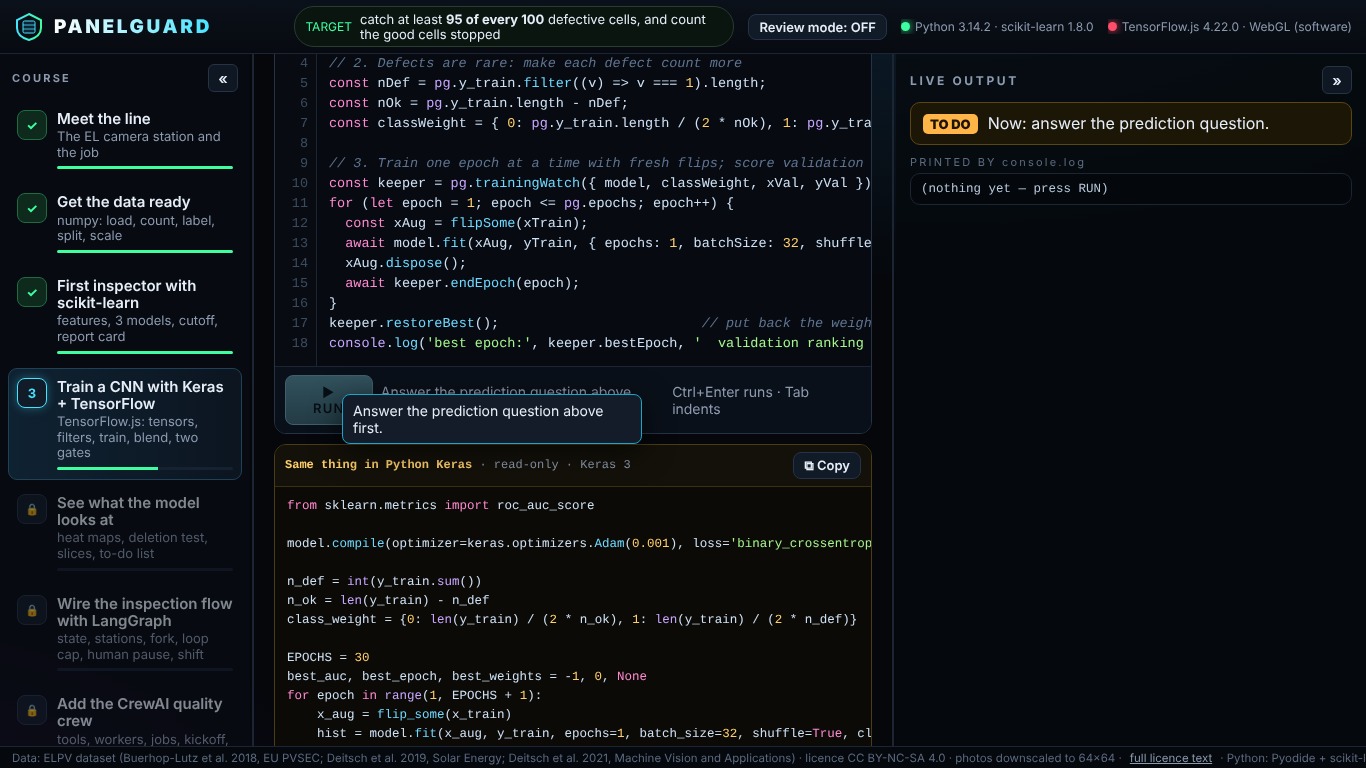 PANELGUARD
TARGET catch at least 95 of every 100 defective cells, and count
the good cells stopped
Review mode: OFF
Python 3.14.2 · scikit-learn 1.8.0
TensorFlow.js 4.22.0 · WebGL (software)
COURSE
«
Meet the line
The EL camera station and
the job
Get the data ready
numpy: load, count, label,
split, scale
First inspector with
scikit-learn
features, 3 models, cutoff,
report card
3
Train a CNN with Keras
+ TensorFlow
TensorFlow.js: tensors,
filters, train, blend, two
gates
See what the model
looks at
heat maps, deletion test,
slices, to-do list
Wire the inspection flow
with LangGraph
state, stations, fork, loop
cap, human pause, shift
Add the CrewAI quality
crew
tools, workers, jobs, kickoff,
4 // 2. Defects are rare: make each defect count more
5 const nDef = pg.y_train.filter((v) => v === 1).length;
6 const nOk = pg.y_train.length - nDef;
7 const classWeight = { 0: pg.y_train.length / (2 * nOk), 1: pg.y_tra
8
9 // 3. Train one epoch at a time with fresh flips; score validation
10 const keeper = pg.trainingWatch({ model, classWeight, xVal, yVal })
11 for (let epoch = 1; epoch <= pg.epochs; epoch++) {
12 const xAug = flipSome(xTrain);
13 await model.fit(xAug, yTrain, { epochs: 1, batchSize: 32, shuffle
14 xAug.dispose();
15 await keeper.endEpoch(epoch);
16 }
17 keeper.restoreBest(); // put back the weigh
18 console.log('best epoch:', keeper.bestEpoch, ' validation ranking
▶
RUN
Answer the prediction question above
Ctrl+Enter runs · Tab
indents
Answer the prediction question above
first.
Same thing in Python Keras · read-only · Keras 3
Copy
from sklearn.metrics import roc_auc_score
model.compile(optimizer=keras.optimizers.Adam(0.001), loss='binary_crossentrop
n_def = int(y_train.sum())
n_ok = len(y_train) - n_def
class_weight = {0: len(y_train) / (2 * n_ok), 1: len(y_train) / (2 * n_def)}
EPOCHS = 30
best_auc, best_epoch, best_weights = -1, 0, None
for epoch in range(1, EPOCHS + 1):
x_aug = flip_some(x_train)
hist = model.fit(x_aug, y_train, epochs=1, batch_size=32, shuffle=True, cl
LIVE OUTPUT
»
TO DO Now: answer the prediction question.
PRINTED BY console.log
(nothing yet — press RUN)
Data: ELPV dataset (Buerhop-Lutz et al. 2018, EU PVSEC; Deitsch et al. 2019, Solar Energy; Deitsch et al. 2021, Machine Vision and Applications) · licence CC BY-NC-SA 4.0 · photos downscaled to 64×64 · full licence text · Python: Pyodide + scikit-l